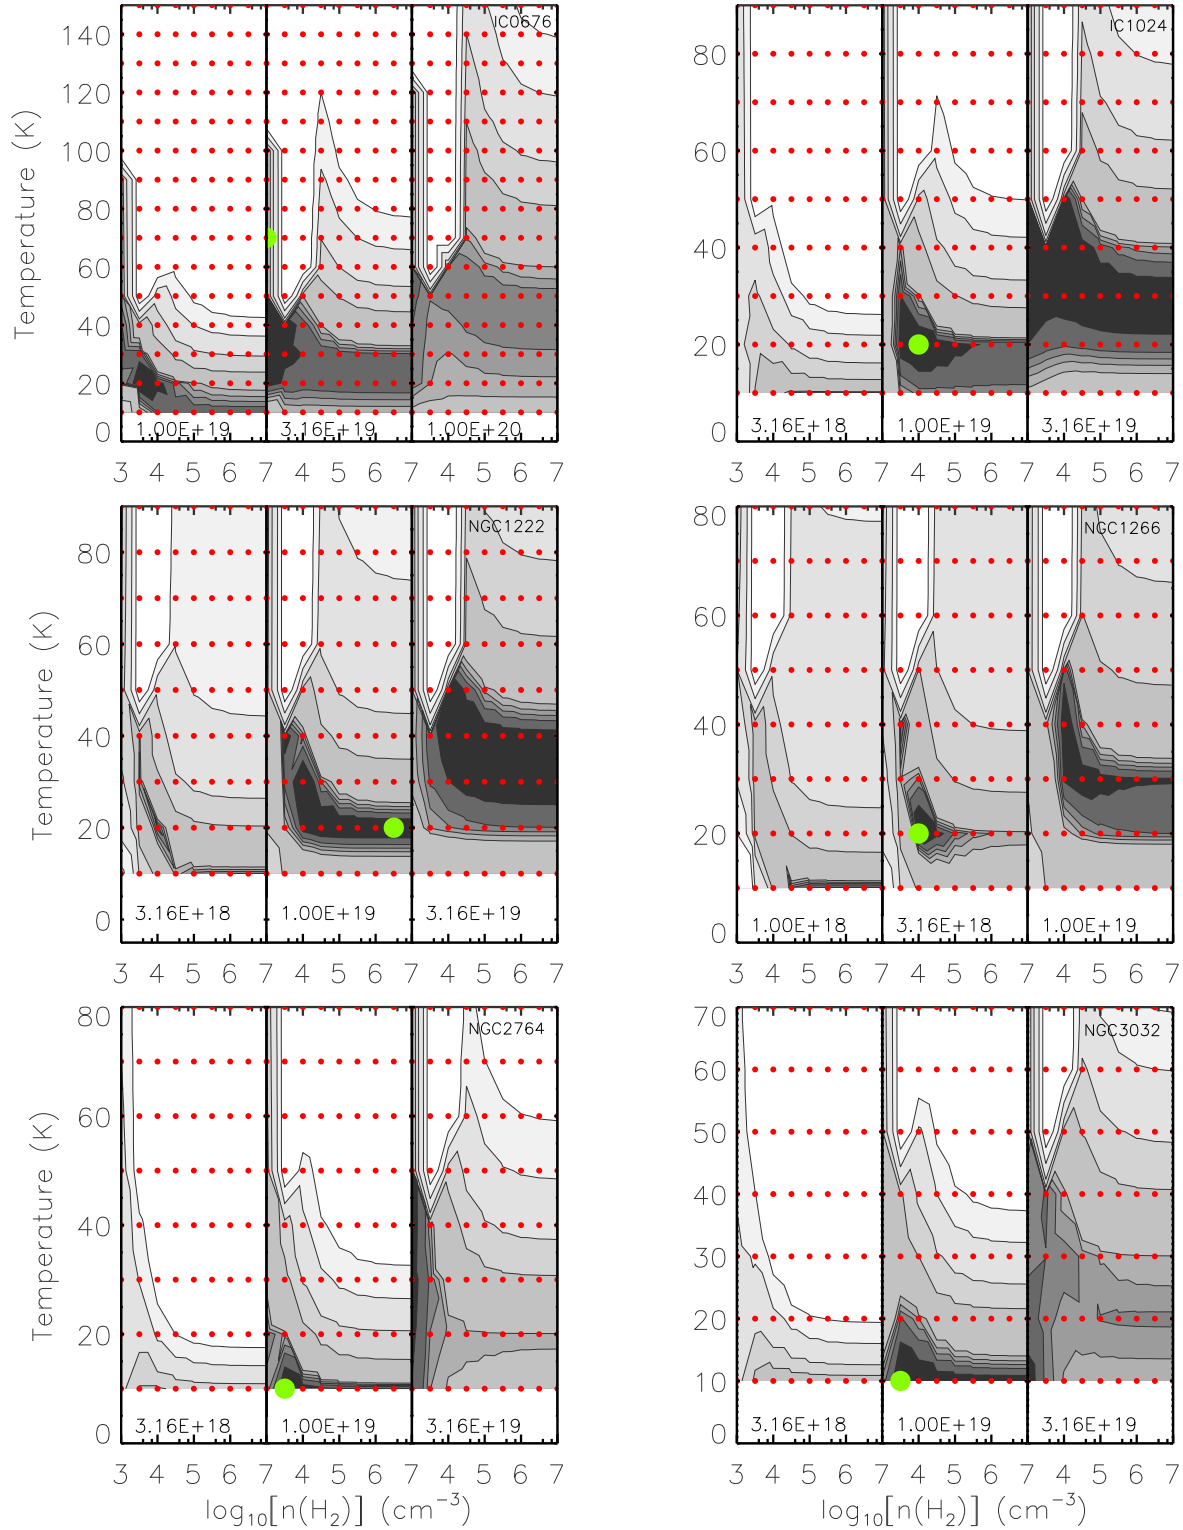 IC0676
Temperature (K)
140
120
100
80
60
40
20
0
1.00E+19
3.16E+19
1.00E+20
3 4 5 6 7 4 5 6 7 4 5 6 7
IC1024
80
60
40
20
0
3.16E+18
1.00E+19
3.16E+19
3 4 5 6 7 4 5 6 7 4 5 6 7
NGC1222
Temperature (K)
80
60
40
20
0
3.16E+18
1.00E+19
3.16E+19
3 4 5 6 7 4 5 6 7 4 5 6 7
NGC1266
80
70
60
50
40
30
20
10
0
1.00E+18
3.16E+18
1.00E+19
3 4 5 6 7 4 5 6 7 4 5 6 7
NGC2764
Temperature (K)
80
60
40
20
0
3.16E+18
1.00E+19
3.16E+19
3 4 5 6 7 4 5 6 7 4 5 6 7
log₁₀[n(H₂)] (cm⁻³)
NGC3032
70
60
50
40
30
20
10
0
3.16E+18
1.00E+19
3.16E+19
3 4 5 6 7 4 5 6 7 4 5 6 7
log₁₀[n(H₂)] (cm⁻³)